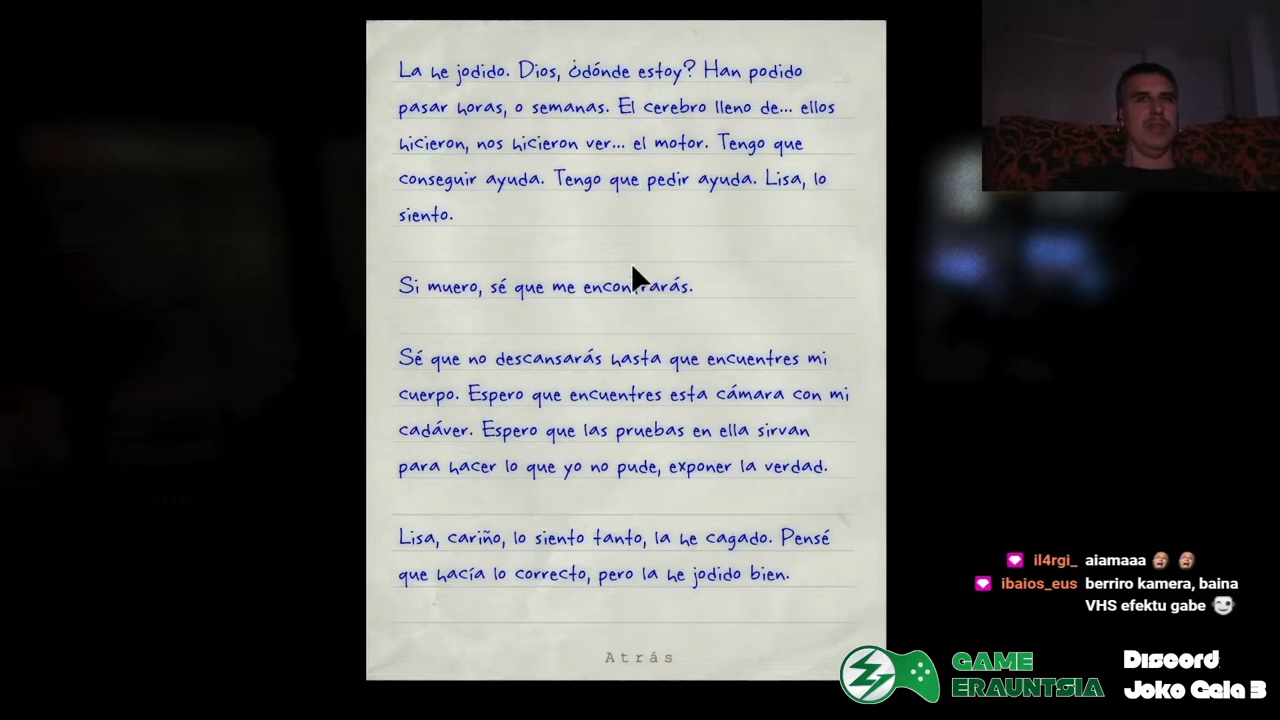 La he jodido. Dios, ¿dónde estoy? Han podido
pasar horas, o semanas. El cerebro lleno de... ellos
hicieron, nos hicieron ver... el motor. Tengo que
conseguir ayuda. Tengo que pedir ayuda. Lisa, lo
siento.
Si muero, sé que me encontrarás.
Sé que no descansarás hasta que encuentres mi
cuerpo. Espero que encuentres esta cámara con mi
cadáver. Espero que las pruebas en ella sirvan
para hacer lo que yo no pude, exponer la verdad.
Lisa, cariño, lo siento tanto, la he cagado. Pensé
que hacía lo correcto, pero la he jodido bien.
Atrás
il4rgi_ aiamaaa
ibaios_eus berriro kamera, baina
VHS efektu gabe
GAME
ERAUNTSIA
Discord
Joko Gela 3